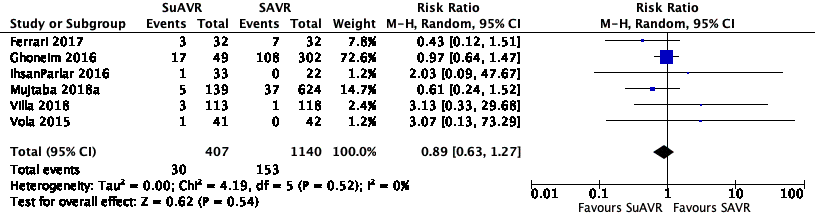 SuAVR SAVR Risk Ratio Risk Ratio
Study or Subgroup Events Total Events Total Weight M-H, Random, 95% CI M-H, Random, 95% CI
Ferrari 2017 3 32 7 32 7.8% 0.43 [0.12, 1.51]
Ghoneim 2016 17 49 108 302 72.6% 0.97 [0.64, 1.47]
IhsanParlar 2016 1 33 0 22 1.2% 2.03 [0.09, 47.67]
Mujtaba 2018a 5 139 37 624 14.7% 0.61 [0.24, 1.52]
Villa 2018 3 113 1 118 2.4% 3.13 [0.33, 29.68]
Vola 2015 1 41 0 42 1.2% 3.07 [0.13, 73.29]
Total (95% CI) 407 1140 100.0% 0.89 [0.63, 1.27]
Total events 30 153
Heterogeneity: Tau² = 0.00; Chi² = 4.19, df = 5 (P = 0.52); I² = 0%
Test for overall effect: Z = 0.62 (P = 0.54)
0.01 0.1 1 10 100
Favours SuAVR Favours SAVR